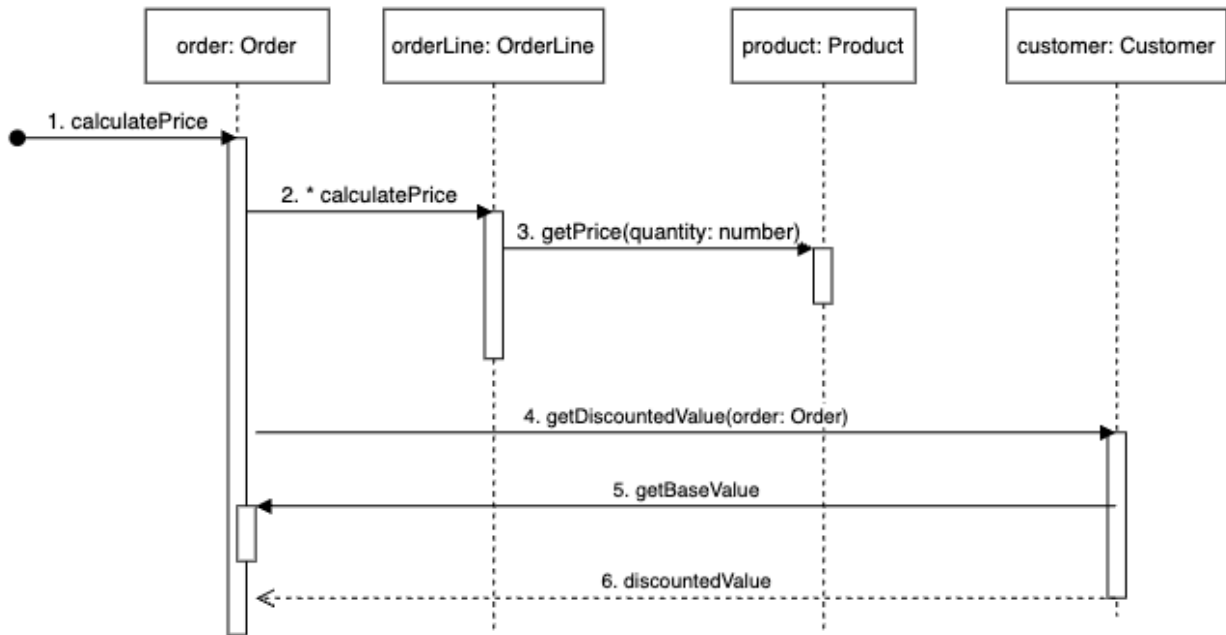 order: Order
orderLine: OrderLine
product: Product
customer: Customer
1. calculatePrice
2. * calculatePrice
3. getPrice(quantity: number)
4. getDiscountedValue(order: Order)
5. getBaseValue
6. discountedValue